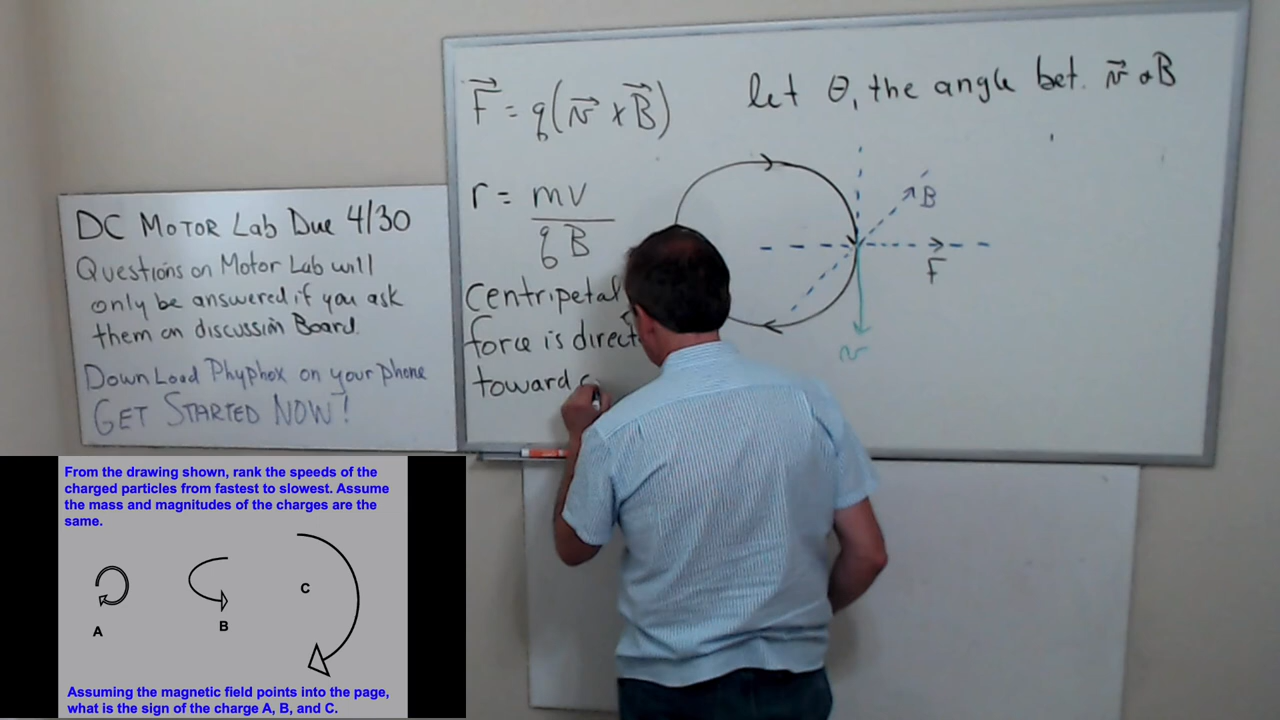 DC MOTOR LAB DUE 4/30
Questions on Motor Lab will
only be answered if you ask
them on discussion Board.
DownLoad Phyphox on your phone
GET STARTED NOW!
F = q(v x B)
r = mv
qB
Centripetal
force is direct
toward
let θ, the angle bet. v & B
B
F
v
From the drawing shown, rank the speeds of the
charged particles from fastest to slowest. Assume
the mass and magnitudes of the charges are the
same.
A
B
C
Assuming the magnetic field points into the page,
what is the sign of the charge A, B, and C.